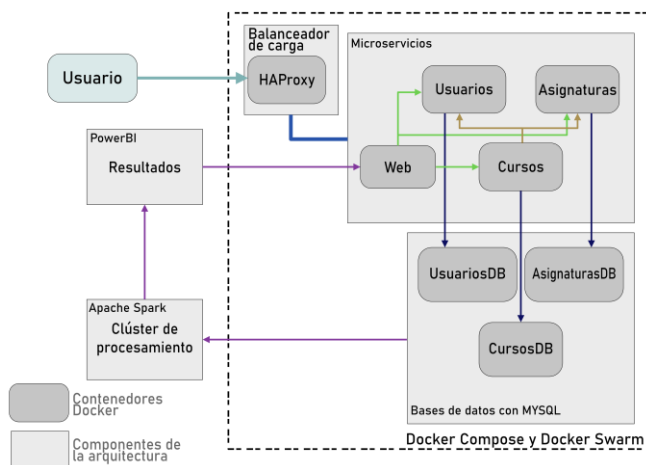 Balanceador
de carga
HAProxy
Usuario
Microservicios
Usuarios
Asignaturas
Web
Cursos
PowerBI
Resultados
UsuariosDB
AsignaturasDB
CursosDB
Bases de datos con MYSQL
Apache Spark
Clúster de
procesamiento
Contenedores
Docker
Componentes de
la arquitectura
Docker Compose y Docker Swarm